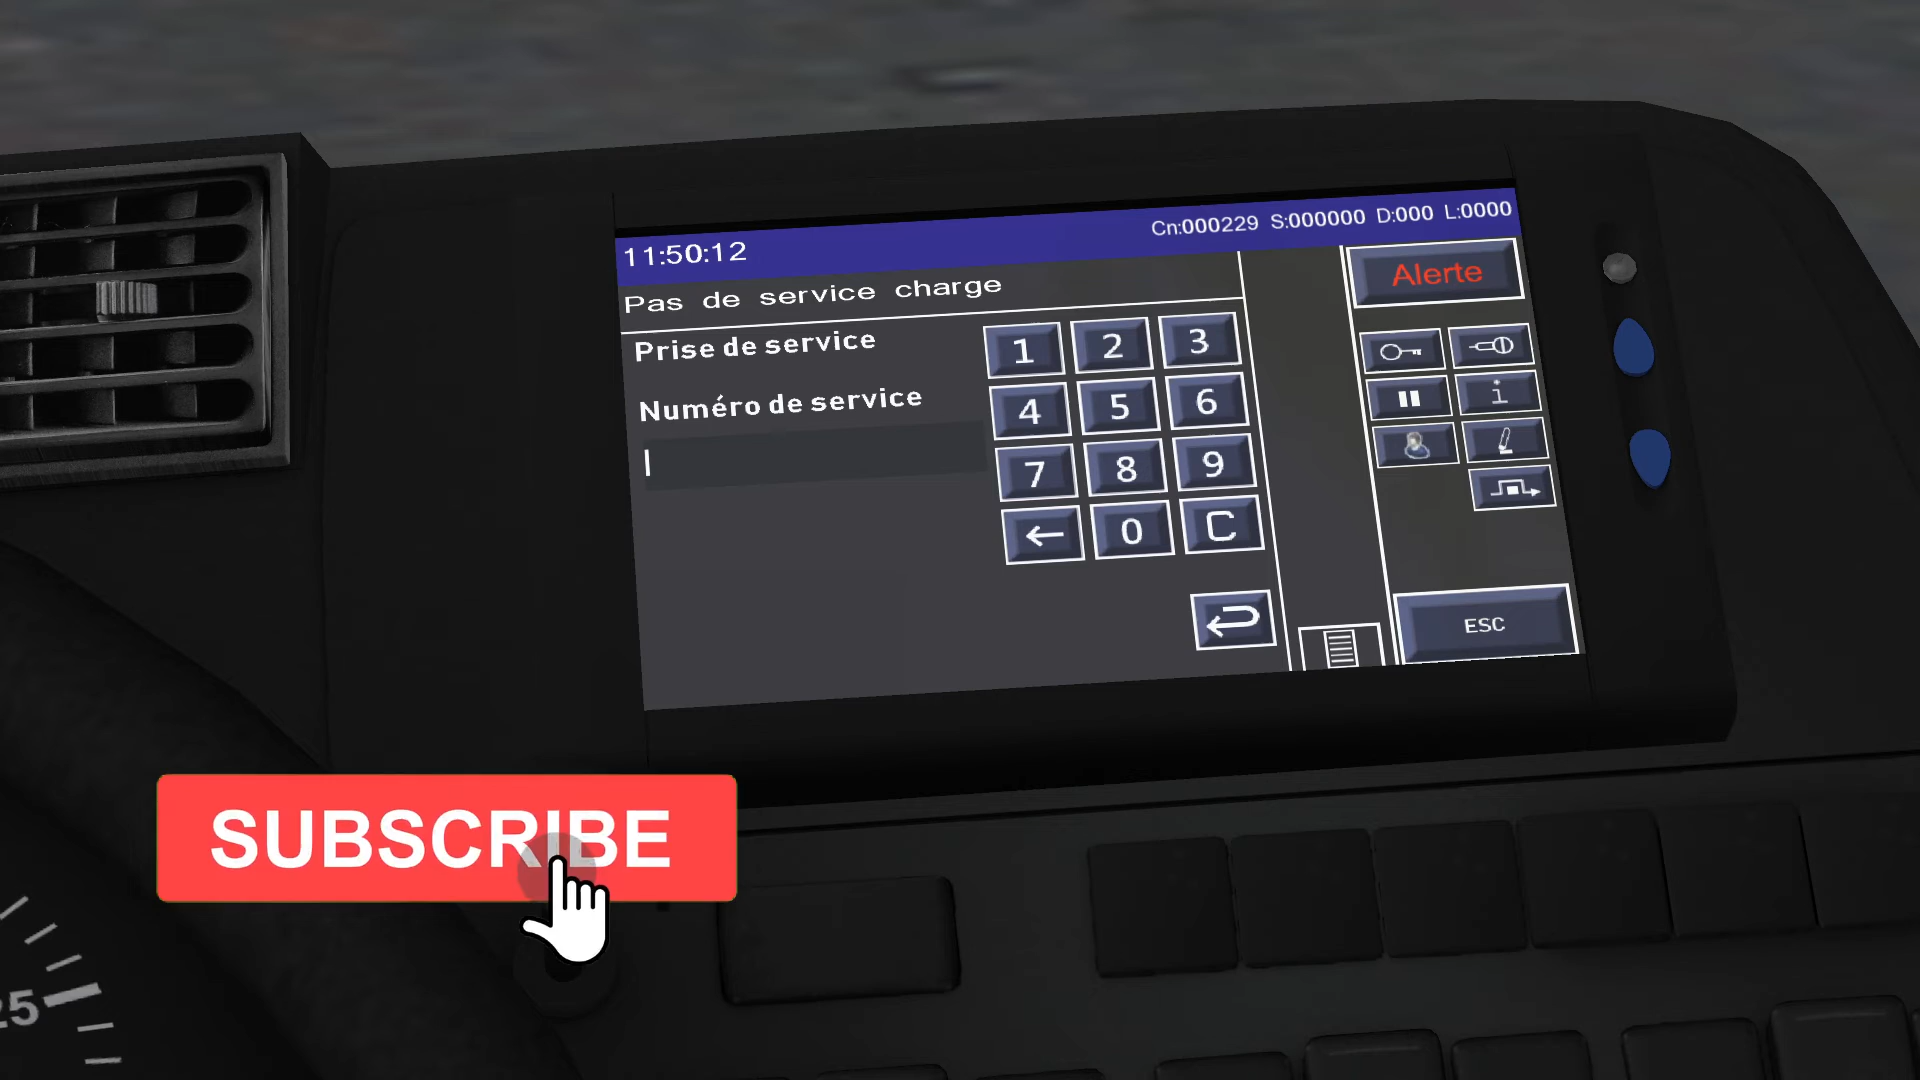 11:50:12
Cn:000229 S:000000 D:000 L:0000
Pas de service charge
Alerte
Prise de service
Numéro de service
1 2 3
4 5 6
7 8 9
← 0 C
i
ESC
SUBSCRIBE
25